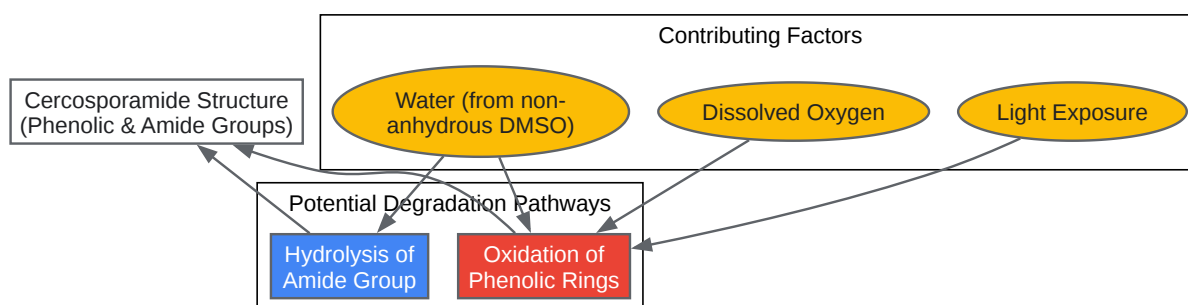 Contributing Factors
Cercosporamide Structure
(Phenolic & Amide Groups)
Water (from non-
anhydrous DMSO)
Dissolved Oxygen
Light Exposure
Potential Degradation Pathways
Hydrolysis of
Amide Group
Oxidation of
Phenolic Rings